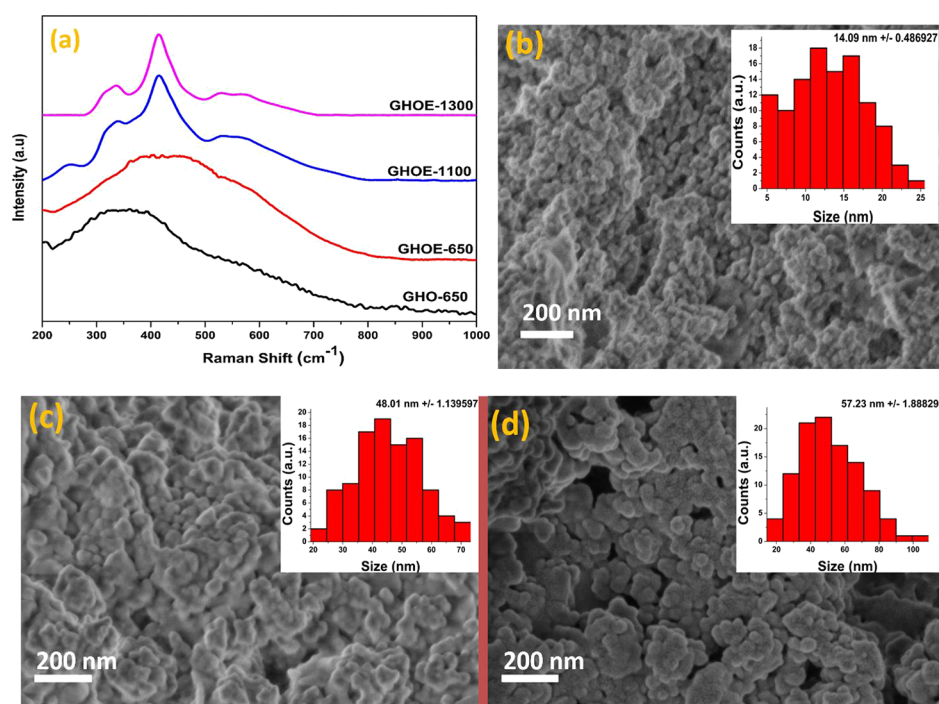 (a)
GHOE-1300
GHOE-1100
GHOE-650
GHO-650
Intensity (a.u)
200 300 400 500 600 700 800 900 1000
Raman Shift (cm⁻¹)
(b)
14.09 nm +/- 0.486927
18
16
14
12
10
8
6
4
2
0
Counts (a.u.)
5 10 15 20 25
Size (nm)
200 nm
(c)
48.01 nm +/- 1.139597
20
18
16
14
12
10
8
6
4
2
0
Counts (a.u.)
20 30 40 50 60 70
Size (nm)
200 nm
(d)
57.23 nm +/- 1.88829
20
15
10
5
0
Counts (a.u.)
20 40 60 80 100
Size (nm)
200 nm